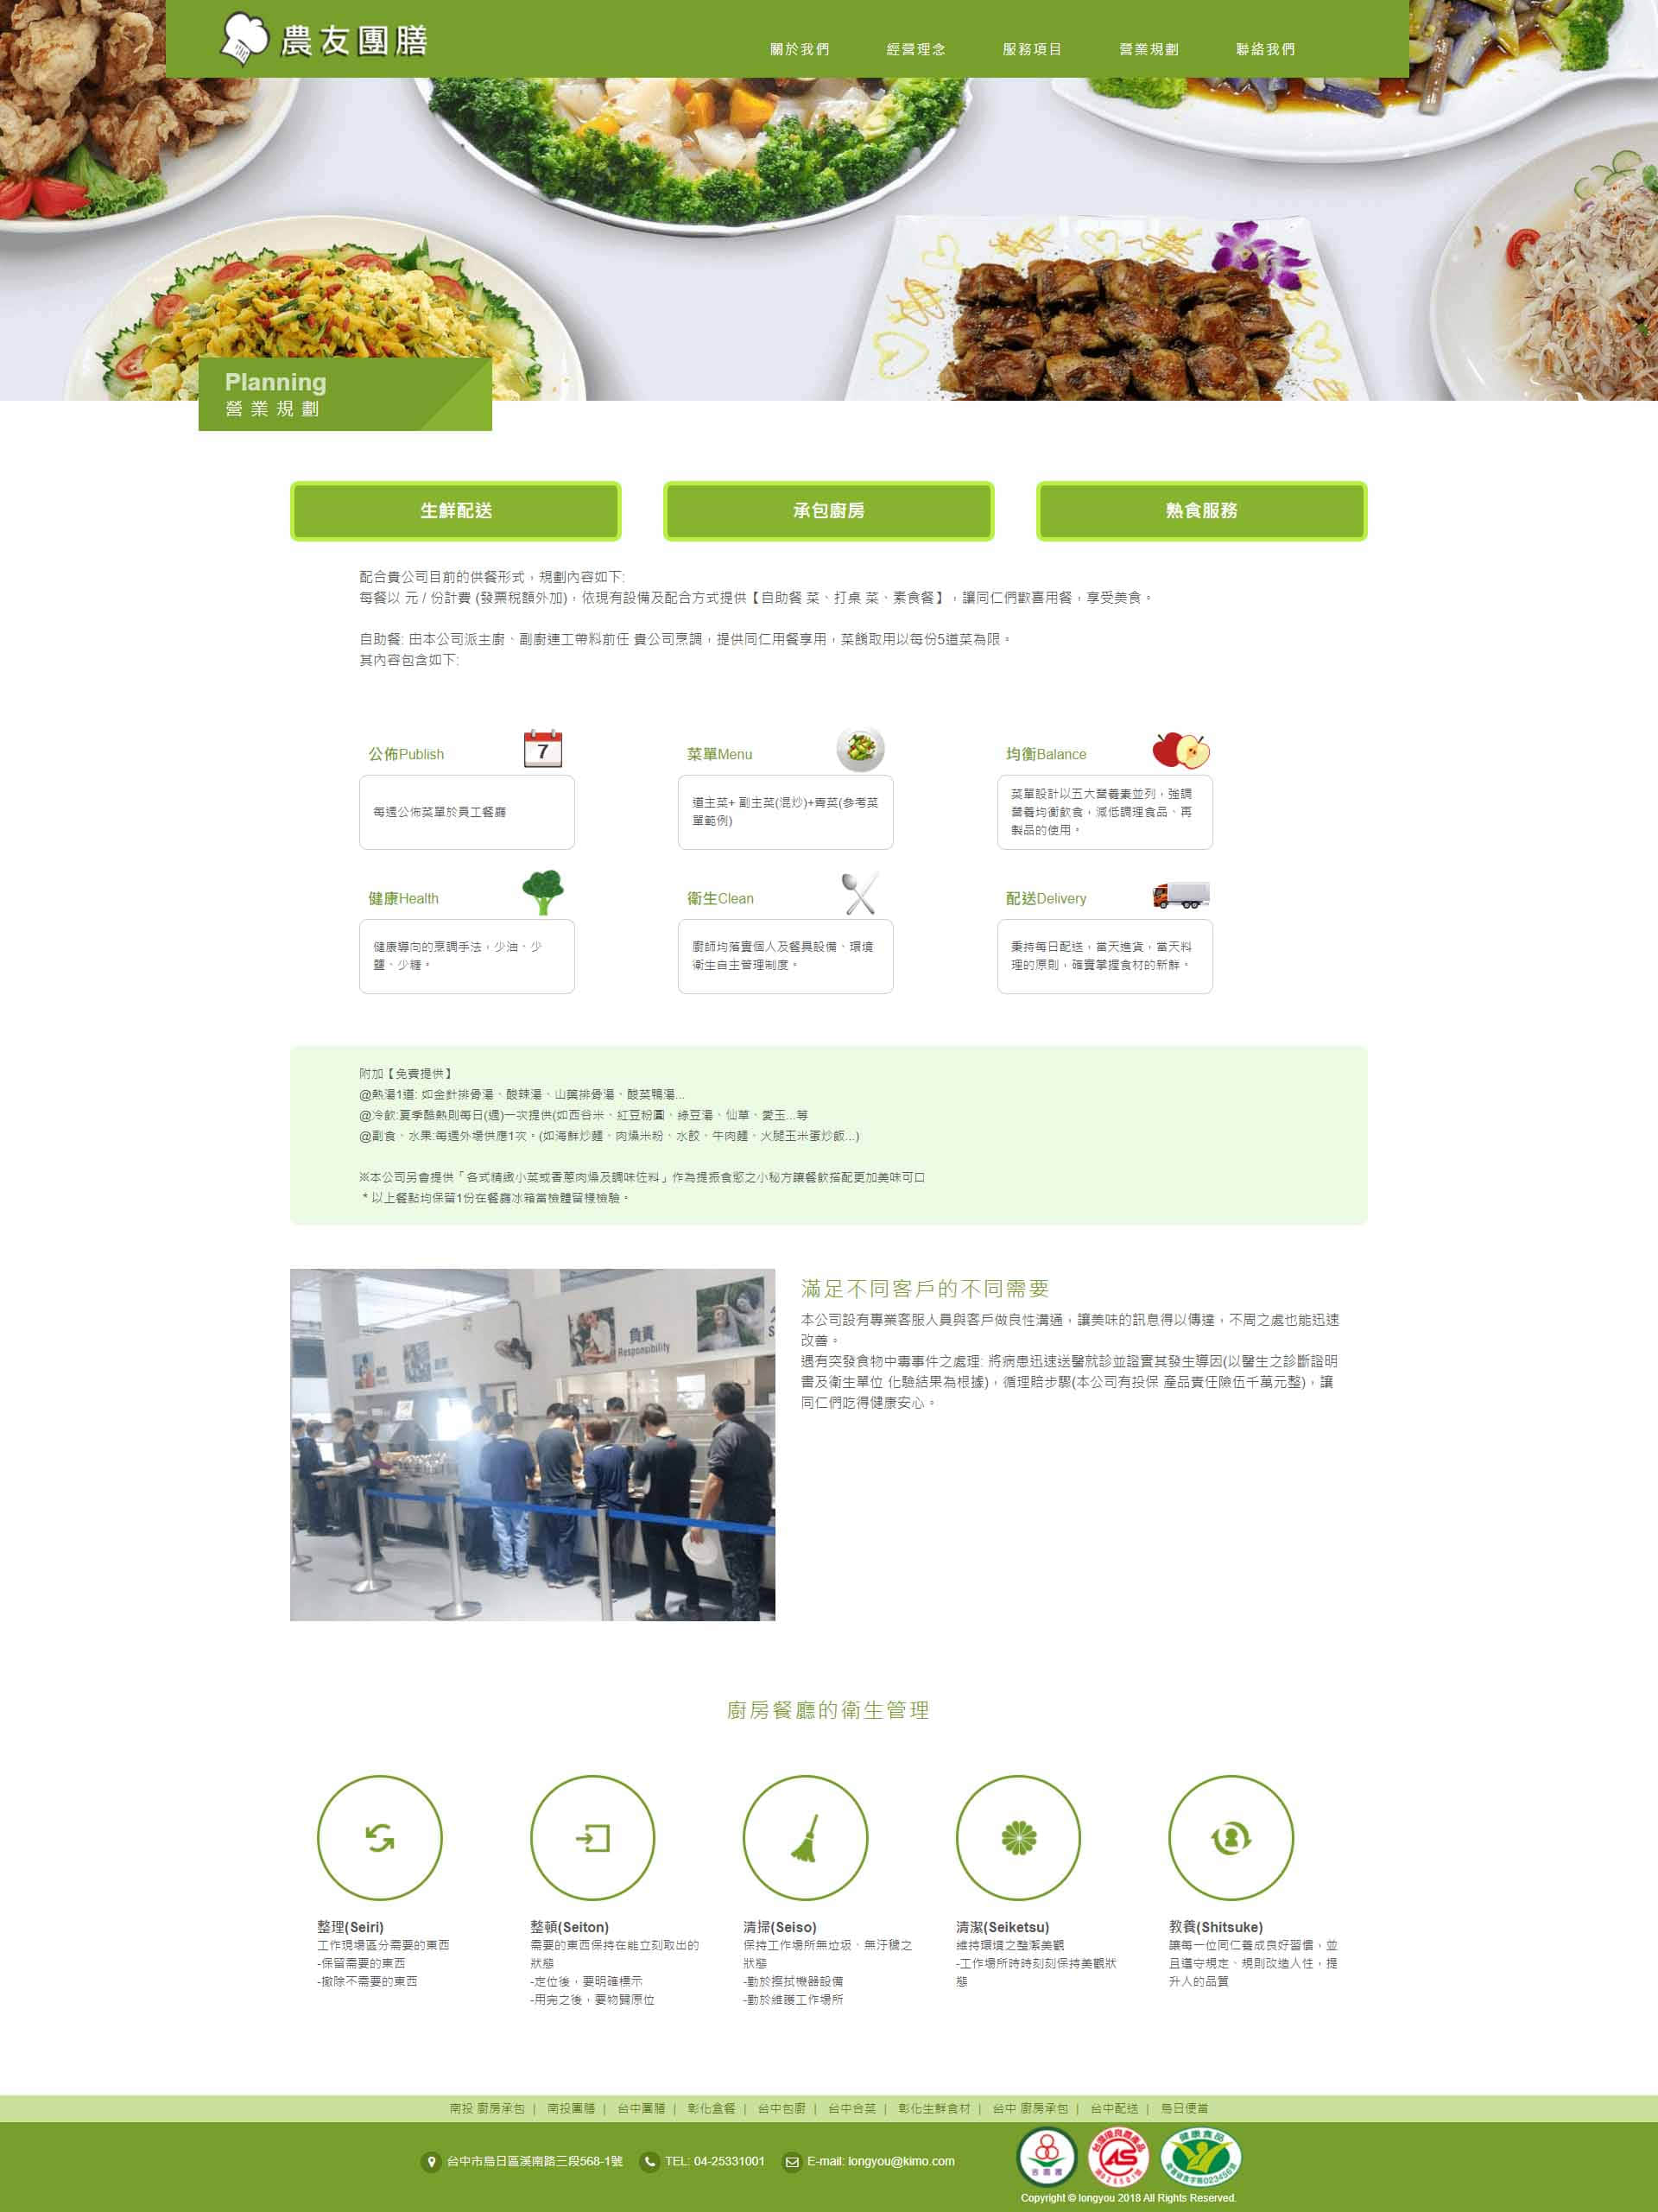 農友團膳
關於我們 經營理念 服務項目 營業規劃 聯絡我們
Planning
營業規劃
生鮮配送 承包廚房 熟食服務
配合貴公司目前的供餐形式，規劃內容如下:
每餐以 元 / 份計費 (發票稅額外加)，依現有設備及配合方式提供【自助餐 菜、打桌 菜、素食餐】，讓同仁們歡喜用餐，享受美食。
自助餐: 由本公司派主廚、副廚連工帶料前任 貴公司烹調，提供同仁用餐享用，菜餚取用以每份5道菜為限。
其內容包含如下:
公佈Publish
7
每週公佈菜單於員工餐廳
菜單Menu
道主菜+ 副主菜(混炒)+青菜(參考菜
單範例)
均衡Balance
菜單設計以五大營養素並列，強調
營養均衡飲食，減低調理食品、再
製品的使用。
健康Health
健康導向的烹調手法，少油、少
鹽、少糖。
衛生Clean
廚師均落實個人及餐具設備、環境
衛生自主管理制度。
配送Delivery
秉持每日配送，當天進貨，當天料
理的原則，確實掌握食材的新鮮。
附加【免費提供】
@熱湯1道: 如金針排骨湯、酸辣湯、山藥排骨湯、酸菜鴨湯...
@冷飲:夏季酷熱則每日(週)一次提供(如西谷米、紅豆粉圓、綠豆湯、仙草、愛玉...等
@副食、水果:每週外場供應1次。(如海鮮炒麵、肉燥米粉、水餃、牛肉麵、火腿玉米蛋炒飯...)
※本公司另會提供「各式精緻小菜或香蔥肉燥及調味佐料」作為提振食慾之小秘方讓餐飲搭配更加美味可口
＊以上餐點均保留1份在餐廳冰箱當檢體留樣檢驗。
負責
Responsibility
滿足不同客戶的不同需要
本公司設有專業客服人員與客戶做良性溝通，讓美味的訊息得以傳達，不周之處也能迅速
改善。
遇有突發食物中毒事件之處理: 將病患迅速送醫就診並證實其發生導因(以醫生之診斷證明
書及衛生單位 化驗結果為根據)，循理賠步驟(本公司有投保 產品責任險伍千萬元整)，讓
同仁們吃得健康安心。
廚房餐廳的衛生管理
整理(Seiri)
工作現場區分需要的東西
-保留需要的東西
-撤除不需要的東西
整頓(Seiton)
需要的東西保持在能立刻取出的
狀態
-定位後，要明確標示
-用完之後，要物歸原位
清掃(Seiso)
保持工作場所無垃圾、無汙穢之
狀態
-勤於擦拭機器設備
-勤於維護工作場所
清潔(Seiketsu)
維持環境之整潔美觀
-工作場所時時刻刻保持美觀狀
態
教養(Shitsuke)
讓每一位同仁養成良好習慣，並
且遵守規定、規則改造人性，提
升人的品質
南投 廚房承包 | 南投團膳 | 台中團膳 | 彰化盒餐 | 台中包廚 | 台中合菜 | 彰化生鮮食材 | 台中 廚房承包 | 台中配送 | 烏日便當
台中市烏日區溪南路三段568-1號 TEL: 04-25331001 E-mail: longyou@kimo.com
Copyright © longyou 2018 All Rights Reserved.